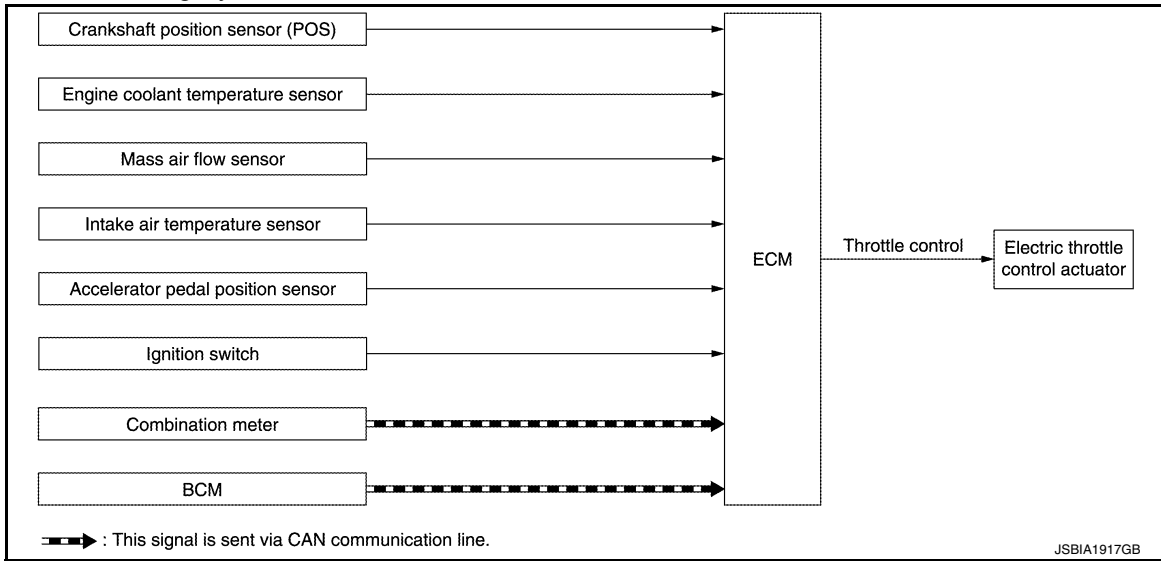 Crankshaft position sensor (POS)
Engine coolant temperature sensor
Mass air flow sensor
Intake air temperature sensor
Accelerator pedal position sensor
Ignition switch
Combination meter
BCM
ECM
Throttle control
Electric throttle
control actuator
: This signal is sent via CAN communication line.
JSBIA1917GB